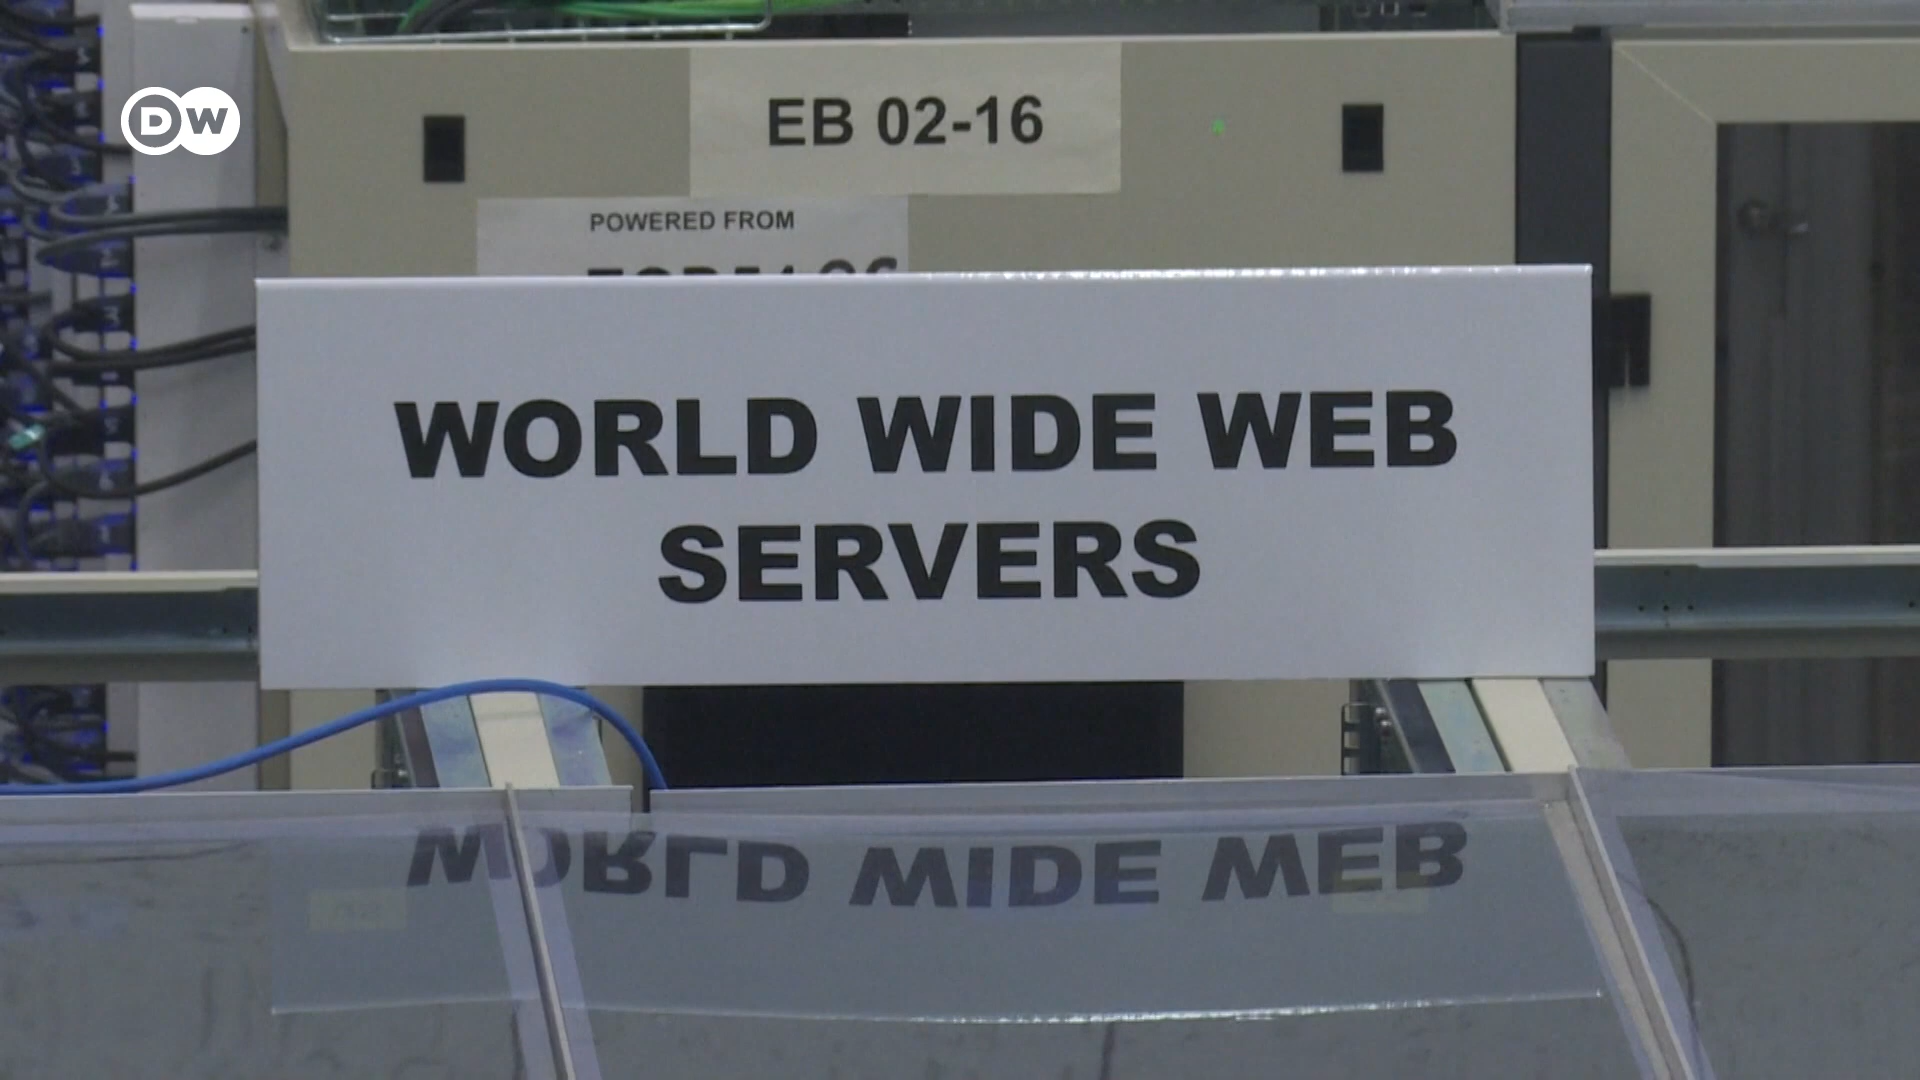 DW
EB 02-16
POWERED FROM
WORLD WIDE WEB
SERVERS
WORLD WIDE WEB